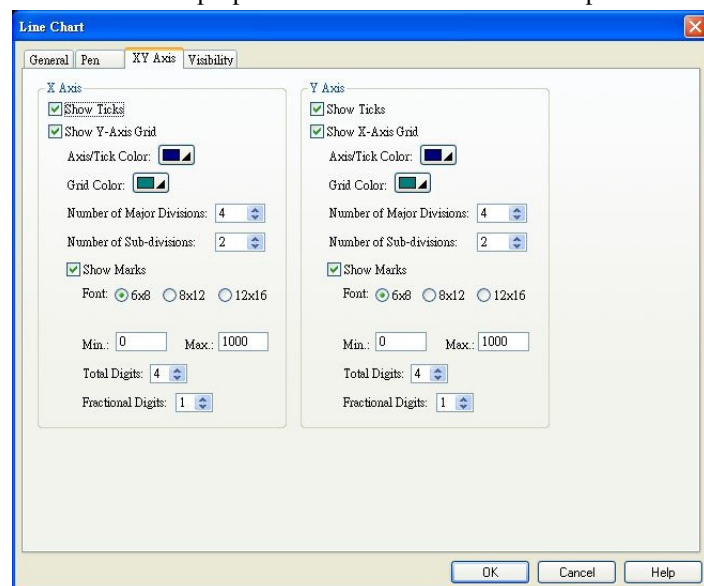 Line Chart
General Pen XY Axis Visibility
X Axis
Show Ticks
Show Y-Axis Grid
Axis/Tick Color:
Grid Color:
Number of Major Divisions: 4
Number of Sub-divisions: 2
Show Marks
Font: 6x8 8x12 12x16
Min.: 0 Max.: 1000
Total Digits: 4
Fractional Digits: 1
Y Axis
Show Ticks
Show X-Axis Grid
Axis/Tick Color:
Grid Color:
Number of Major Divisions: 4
Number of Sub-divisions: 2
Show Marks
Font: 6x8 8x12 12x16
Min.: 0 Max.: 1000
Total Digits: 4
Fractional Digits: 1
OK Cancel Help